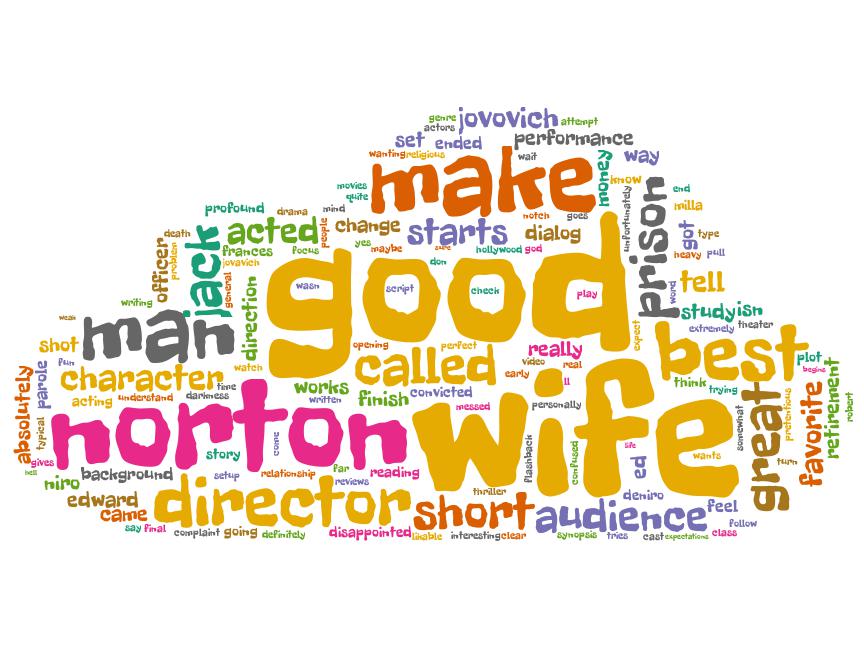 genre
jovovich
attempt
actors
set
ended
performance
wanting
religious
wait
money
way
make
know
movies
quite
unfortunately
prison
end
milla
profound
drama
mind
notch
goes
acted
people
change
starts
dialog
got
type
death
officer
problem
jack
frances
focus
yes
maybe
sure
hollywood
god
heavy
pull
jovavich
general
don
good
wasn
script
check
play
word
tell
writing
direction
weak
man
study
isn
extremely
theater
shot
opening
perfect
expect
best
plot
watch
called
really
video
real
begins
fun
parole
character
time
early
ll
think
trying
absolutely
works
finish
convicted
acting
understand
darkness
written
messed
personally
wife
great
somewhat
pretentious
favorite
retirement
robert
typical
norton
story
come
flashback
confused
life
ed
wants
turn
gives
hell
background
setup
relationship
far
reading
reviews
niro
edward
director
thriller
deniro
came
short
audience
feel
follow
say
final
complaint
going
definitely
disappointed
likable
interesting
clear
synopsis
tries
cast
expectations
class